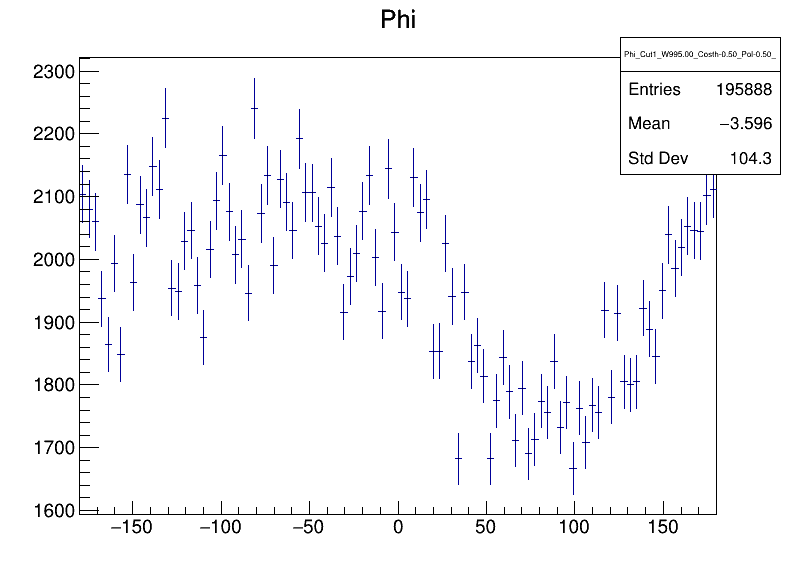 Phi
Phi_Cut1_W995.00_Costh-0.50_Pol-0.50_
Entries 195888
Mean −3.596
Std Dev 104.3
2300
2200
2100
2000
1900
1800
1700
1600
−150 −100 −50 0 50 100 150